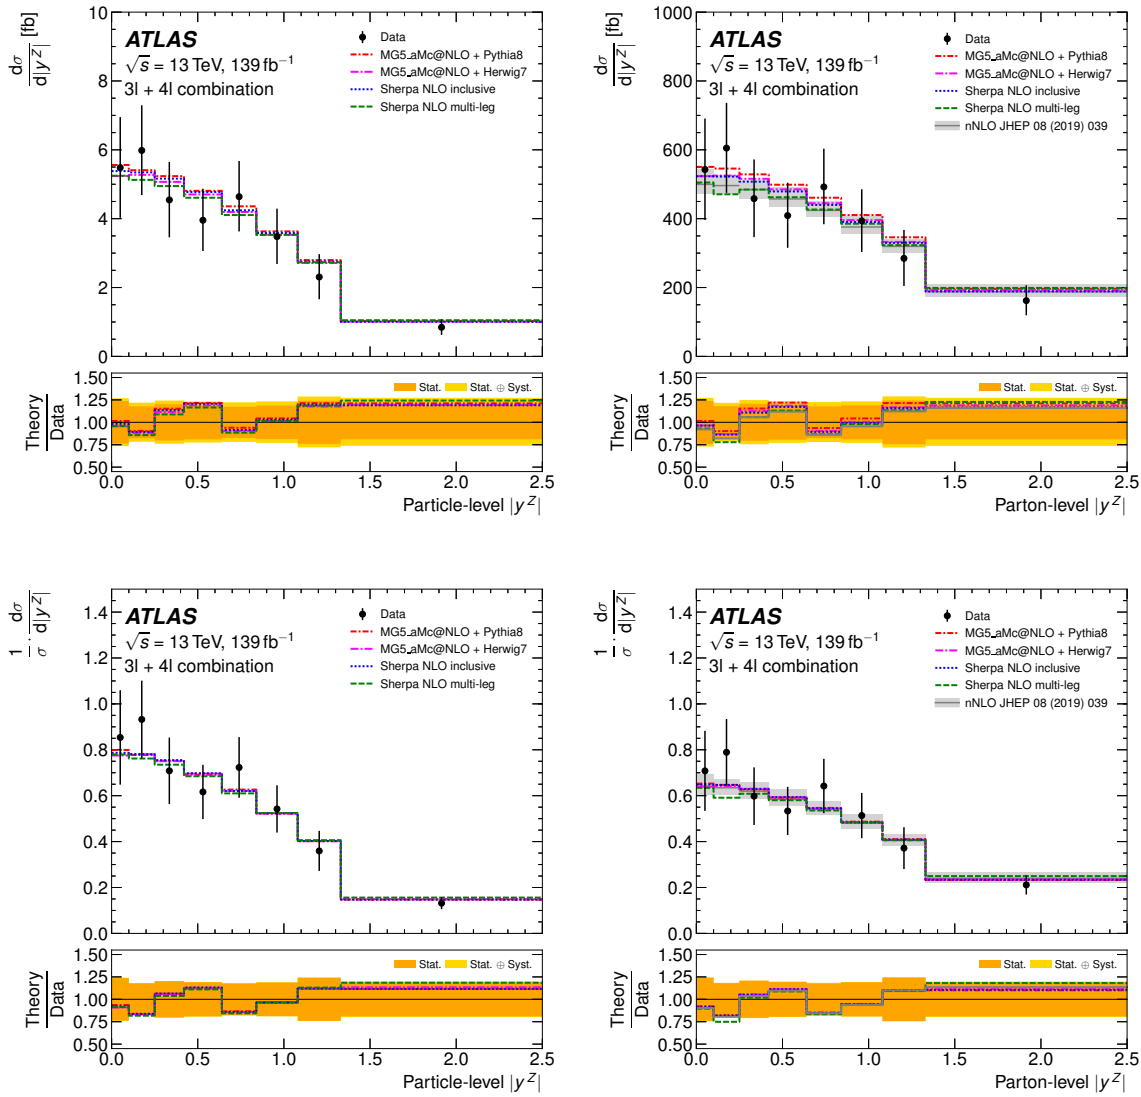 dσ/d|y^Z| [fb]
10
8
6
4
2
0
ATLAS
√s = 13 TeV, 139 fb⁻¹
3l + 4l combination
Data
MG5_aMc@NLO + Pythia8
MG5_aMc@NLO + Herwig7
Sherpa NLO inclusive
Sherpa NLO multi-leg
Theory/Data
1.50
1.25
1.00
0.75
0.50
Stat. Stat. ⊕ Syst.
0.0 0.5 1.0 1.5 2.0 2.5
Particle-level |y^Z|
dσ/d|y^Z| [fb]
1000
800
600
400
200
0
ATLAS
√s = 13 TeV, 139 fb⁻¹
3l + 4l combination
Data
MG5_aMc@NLO + Pythia8
MG5_aMc@NLO + Herwig7
Sherpa NLO inclusive
Sherpa NLO multi-leg
nNLO JHEP 08 (2019) 039
Theory/Data
1.50
1.25
1.00
0.75
0.50
Stat. Stat. ⊕ Syst.
0.0 0.5 1.0 1.5 2.0 2.5
Parton-level |y^Z|
1/σ · dσ/d|y^Z|
1.4
1.2
1.0
0.8
0.6
0.4
0.2
0.0
ATLAS
√s = 13 TeV, 139 fb⁻¹
3l + 4l combination
Data
MG5_aMc@NLO + Pythia8
MG5_aMc@NLO + Herwig7
Sherpa NLO inclusive
Sherpa NLO multi-leg
Theory/Data
1.50
1.25
1.00
0.75
0.50
Stat. Stat. ⊕ Syst.
0.0 0.5 1.0 1.5 2.0 2.5
Particle-level |y^Z|
1/σ · dσ/d|y^Z|
1.4
1.2
1.0
0.8
0.6
0.4
0.2
0.0
ATLAS
√s = 13 TeV, 139 fb⁻¹
3l + 4l combination
Data
MG5_aMc@NLO + Pythia8
MG5_aMc@NLO + Herwig7
Sherpa NLO inclusive
Sherpa NLO multi-leg
nNLO JHEP 08 (2019) 039
Theory/Data
1.50
1.25
1.00
0.75
0.50
Stat. Stat. ⊕ Syst.
0.0 0.5 1.0 1.5 2.0 2.5
Parton-level |y^Z|